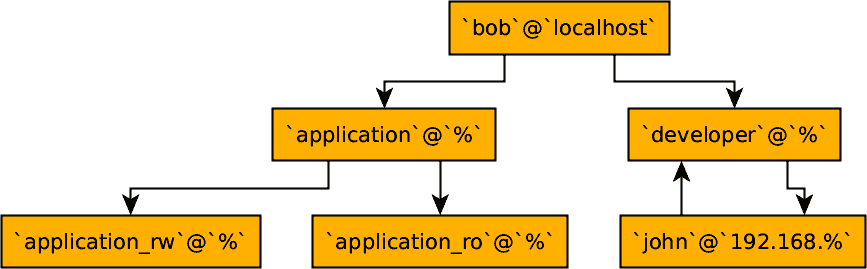 `bob`@`localhost`
`application`@`%`
`developer`@`%`
`application_rw`@`%`
`application_ro`@`%`
`john`@`192.168.%`